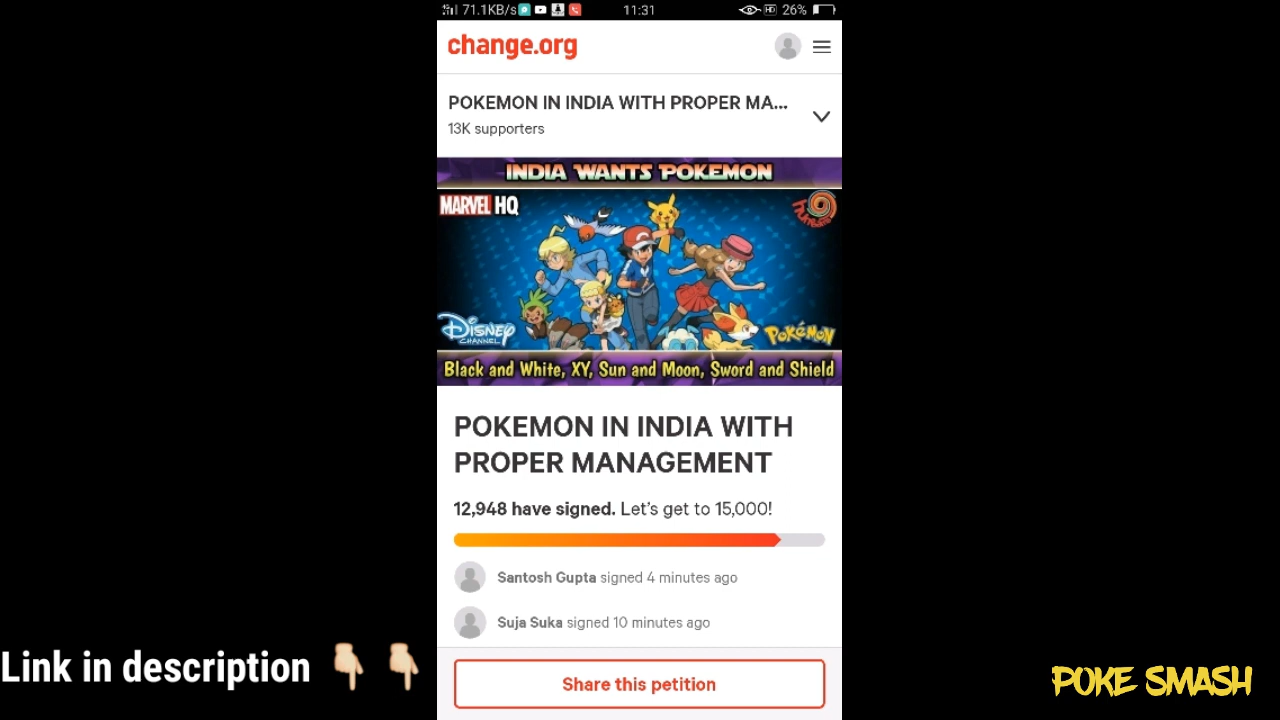 71.1KB/s 11:31 HD 26%
change.org
POKEMON IN INDIA WITH PROPER MA...
13K supporters
INDIA WANTS POKEMON
MARVEL HQ
hungama
DISNEY
CHANNEL
POKéMON
Black and White, XY, Sun and Moon, Sword and Shield
POKEMON IN INDIA WITH
PROPER MANAGEMENT
12,948 have signed. Let's get to 15,000!
Santosh Gupta signed 4 minutes ago
Suja Suka signed 10 minutes ago
Share this petition
Link in description 👇🏻 👇🏻
POKE SMASH